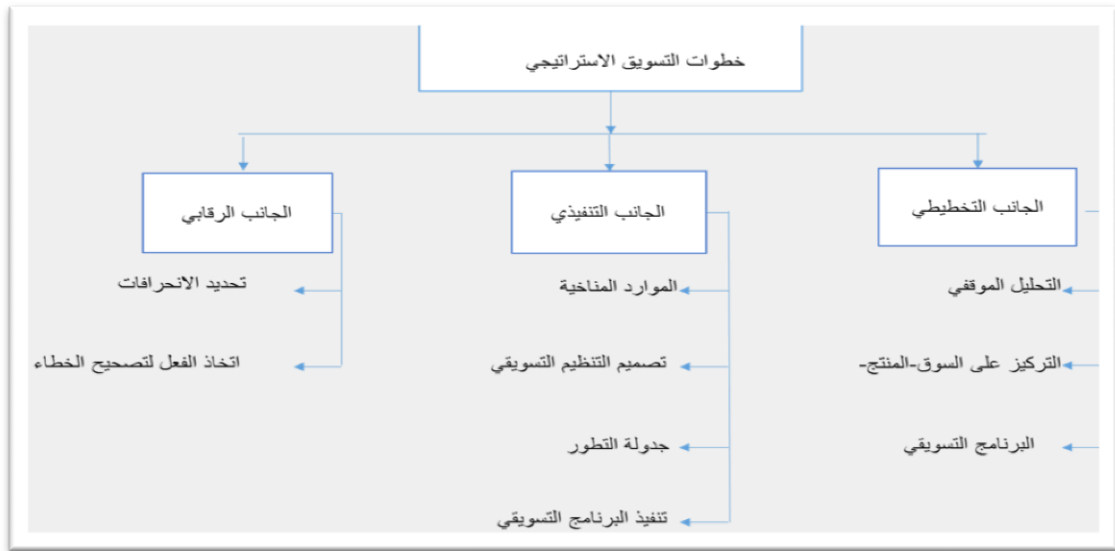 خطوات التسويق الاستراتيجي
الجانب التخطيطي
التحليل الموقفي
التركيز على السوق-المنتج-
البرنامج التسويقي
الجانب التنفيذي
الموارد المناخية
تصميم التنظيم التسويقي
جدولة التطور
تنفيذ البرنامج التسويقي
الجانب الرقابي
تحديد الانحرافات
اتخاذ الفعل لتصحيح الخطاء